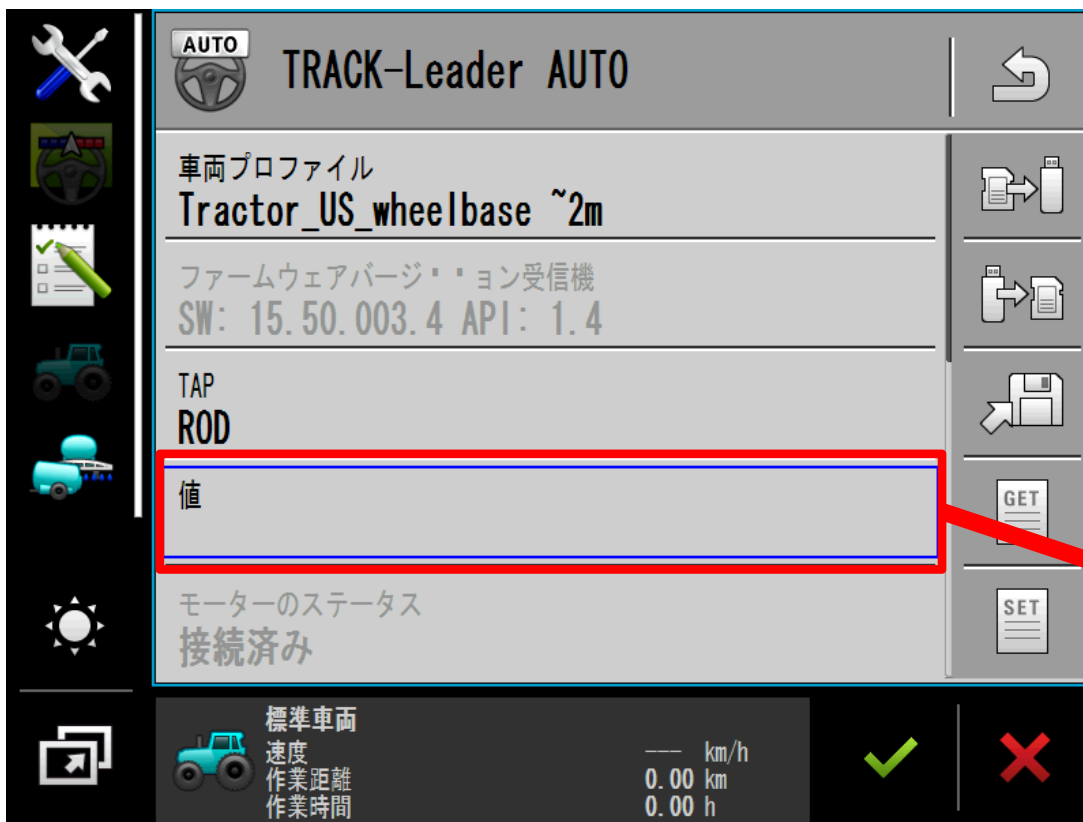 AUTO
TRACK-Leader AUTO
車両プロファイル
Tractor_US_wheelbase ~2m
ファームウェアバージ・・ョン受信機
SW: 15.50.003.4 API: 1.4
TAP
ROD
値
GET
モーターのステータス
接続済み
SET
標準車両
速度 --- km/h
作業距離 0.00 km
作業時間 0.00 h